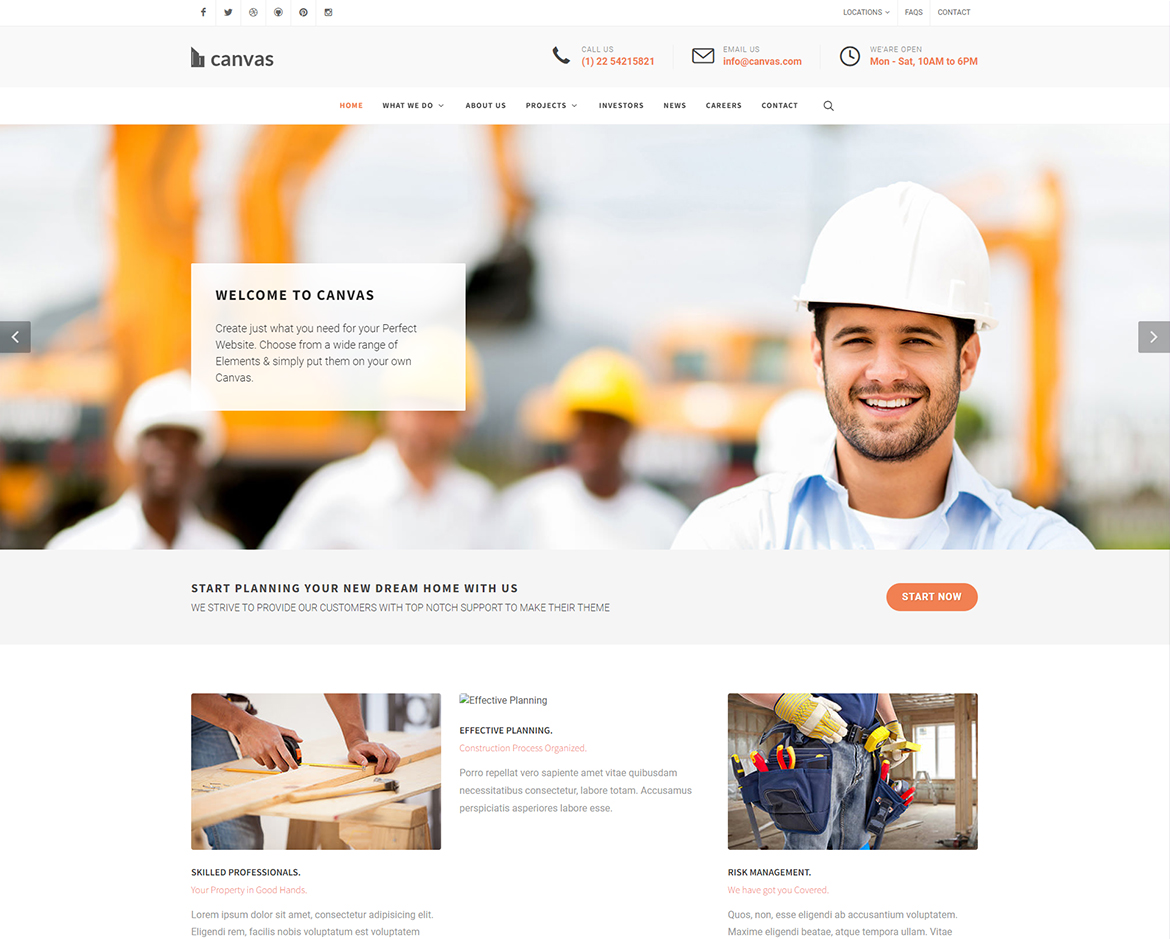 LOCATIONS
FAQS
CONTACT
canvas
CALL US
(1) 22 54215821
EMAIL US
info@canvas.com
WE'ARE OPEN
Mon - Sat, 10AM to 6PM
HOME
WHAT WE DO
ABOUT US
PROJECTS
INVESTORS
NEWS
CAREERS
CONTACT
WELCOME TO CANVAS
Create just what you need for your Perfect
Website. Choose from a wide range of
Elements & simply put them on your own
Canvas.
START PLANNING YOUR NEW DREAM HOME WITH US
WE STRIVE TO PROVIDE OUR CUSTOMERS WITH TOP NOTCH SUPPORT TO MAKE THEIR THEME
START NOW
SKILLED PROFESSIONALS.
Your Property in Good Hands.
Lorem ipsum dolor sit amet, consectetur adipisicing elit.
Eligendi rem, facilis nobis voluptatum est voluptatem
Effective Planning
EFFECTIVE PLANNING.
Construction Process Organized.
Porro repellat vero sapiente amet vitae quibusdam
necessitatibus consectetur, labore totam. Accusamus
perspiciatis asperiores labore esse.
RISK MANAGEMENT.
We have got you Covered.
Quos, non, esse eligendi ab accusantium voluptatem.
Maxime eligendi beatae, atque tempora ullam. Vitae